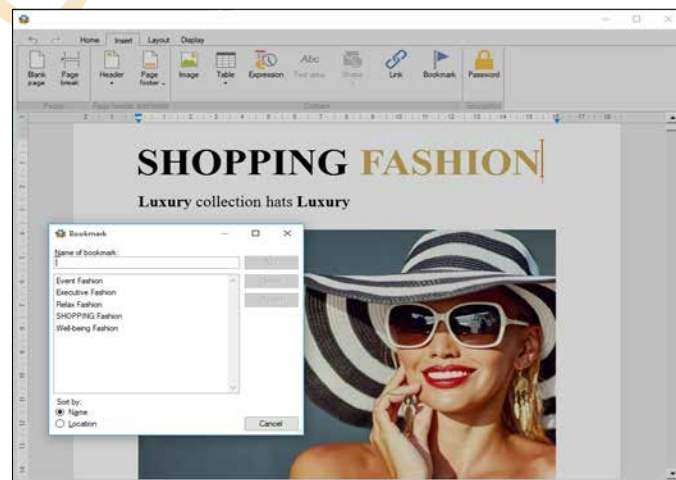 Home Insert Layout Display
Blank page
Page break
Header
Page footer
Image
Table
Expression
Abc
Text area
Shape
Link
Bookmark
Password
SHOPPING FASHION
Luxury collection hats Luxury
Bookmark
Name of bookmark:
Event Fashion
Executive Fashion
Relax Fashion
SHOPPING Fashion
Well-being Fashion
Sort by:
Name
Location
Cancel